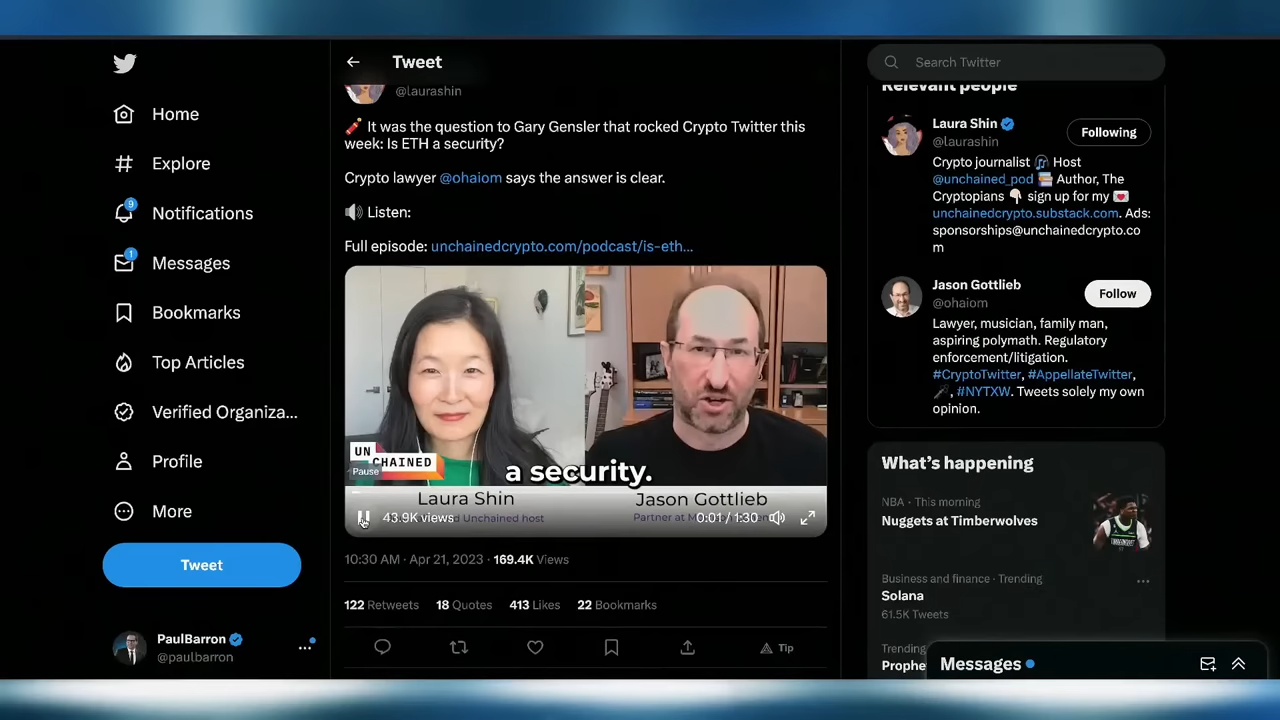 Home
Explore
9
Notifications
1
Messages
Bookmarks
Top Articles
Verified Organiza...
Profile
More
Tweet
PaulBarron
@paulbarron
Tweet
@laurashin
It was the question to Gary Gensler that rocked Crypto Twitter this
week: Is ETH a security?
Crypto lawyer @ohaiom says the answer is clear.
Listen:
Full episode: unchainedcrypto.com/podcast/is-eth...
UN
CHAINED
Pause
a security.
Laura Shin
Jason Gottlieb
43.9K views
Unchained host
Partner at
0:01 / 1:30
10:30 AM · Apr 21, 2023 · 169.4K Views
122 Retweets 18 Quotes 413 Likes 22 Bookmarks
Tip
Search Twitter
Relevant people
Laura Shin
@laurashin
Following
Crypto journalist Host
@unchained_pod Author, The
Cryptopians sign up for my
unchainedcrypto.substack.com. Ads:
sponsorships@unchainedcrypto.co
m
Jason Gottlieb
@ohaiom
Follow
Lawyer, musician, family man,
aspiring polymath. Regulatory
enforcement/litigation.
#CryptoTwitter, #AppellateTwitter,
, #NYTXW. Tweets solely my own
opinion.
What's happening
NBA · This morning
Nuggets at Timberwolves
Business and finance · Trending
Solana
61.5K Tweets
Trending
Prophe
Messages